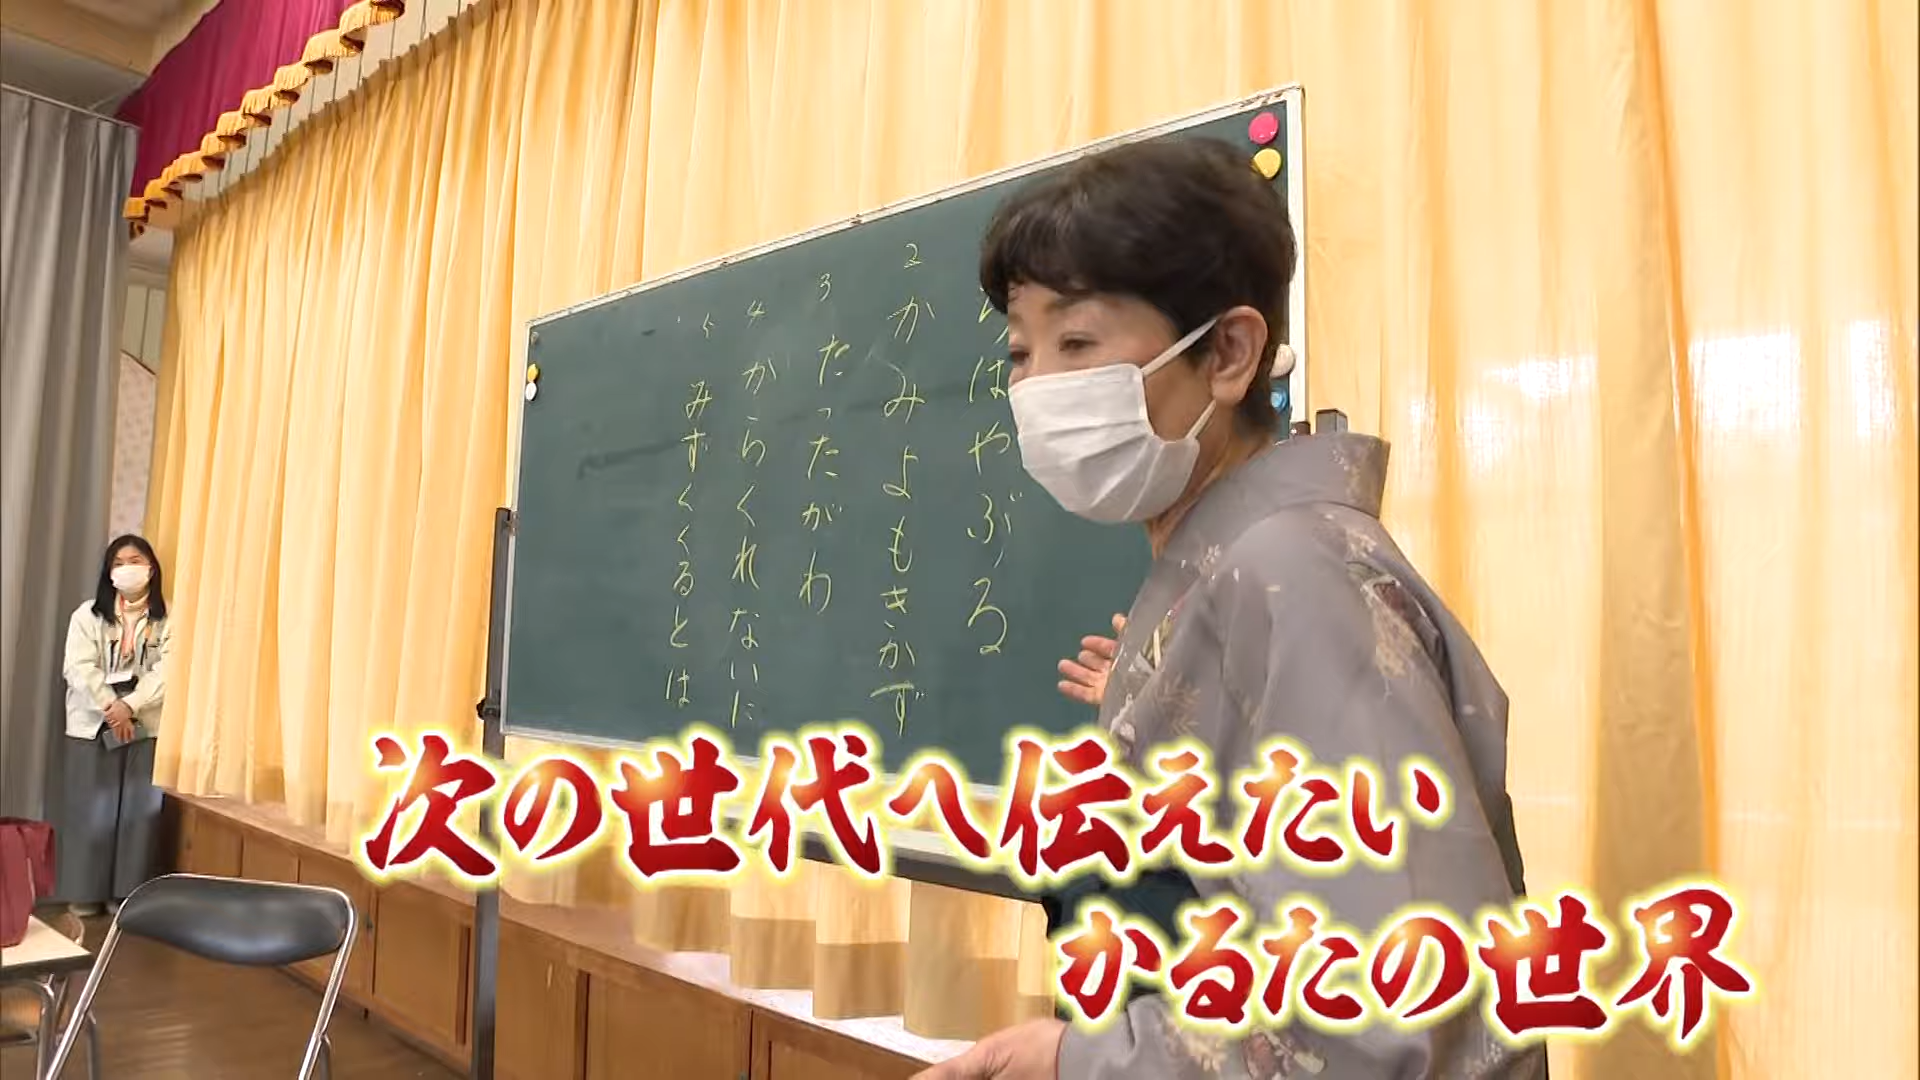 はやぶる
2 かみよもきかず
3 たったがわ
4 からくれないに
5 みずくくるとは
次の世代へ伝えたい
かるたの世界